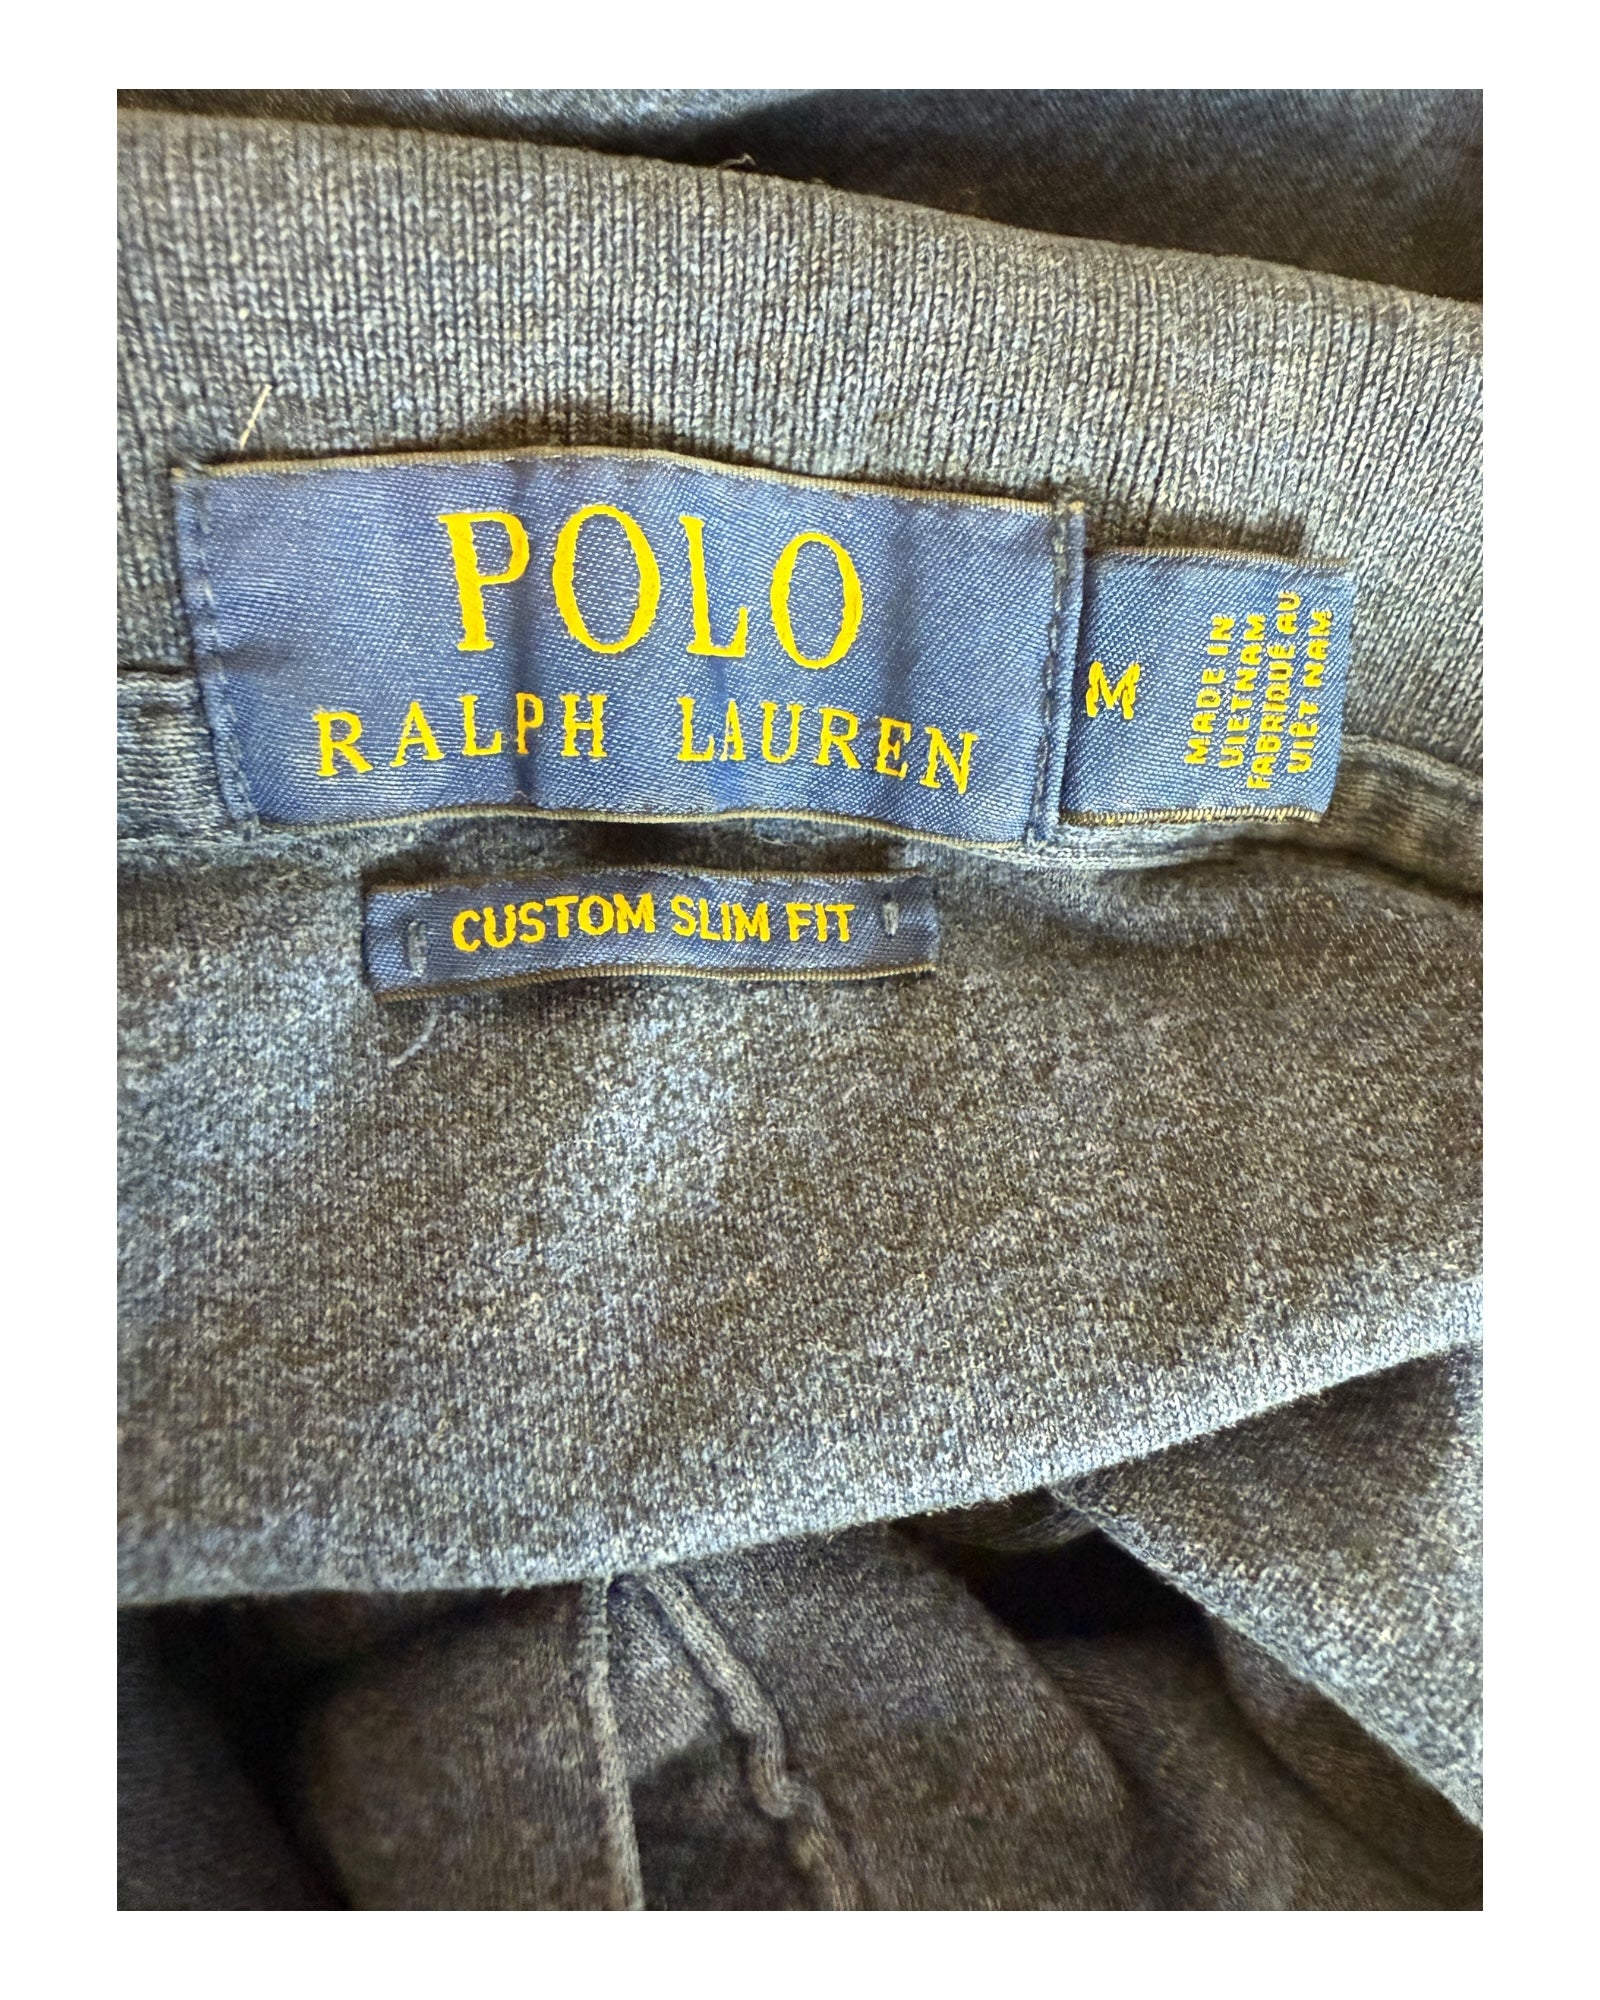 POLO
RALPH LAUREN
M
MADE IN
VIETNAM
FABRIQUÉ AU
VIÊT NAM
CUSTOM SLIM FIT